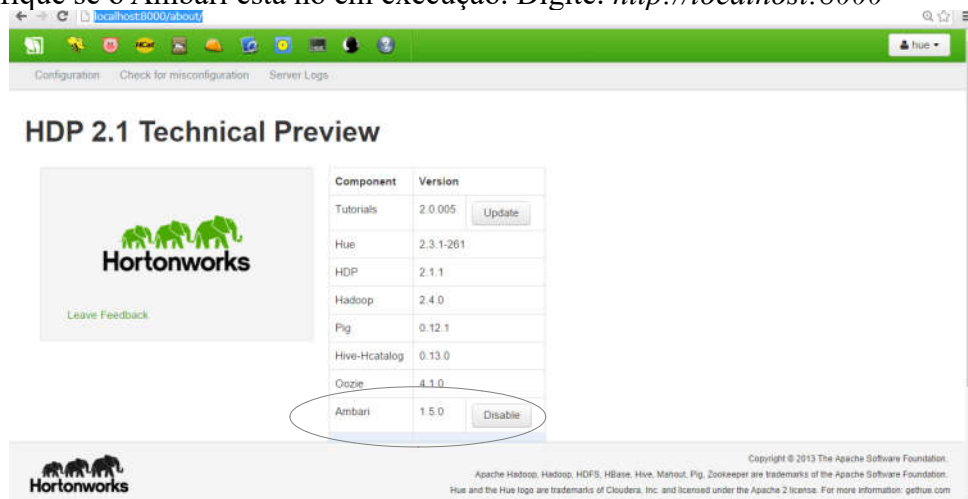 se o Ambari está no em execução. Digite: http://localhost:8000
localhost:8000/about/
HCat
hue
Configuration Check for misconfiguration Server Logs
HDP 2.1 Technical Preview
Hortonworks
Leave Feedback
Component Version
Tutorials 2.0.005 Update
Hue 2.3.1-261
HDP 2.1.1
Hadoop 2.4.0
Pig 0.12.1
Hive-Hcatalog 0.13.0
Oozie 4.1.0
Ambari 1.5.0 Disable
Hortonworks
Copyright © 2013 The Apache Software Foundation.
Apache Hadoop, Hadoop, HDFS, HBase, Hive, Mahout, Pig, Zookeeper are trademarks of the Apache Software Foundation.
Hue and the Hue logo are trademarks of Cloudera, Inc. and licensed under the Apache 2 license. For more information: gethue.com